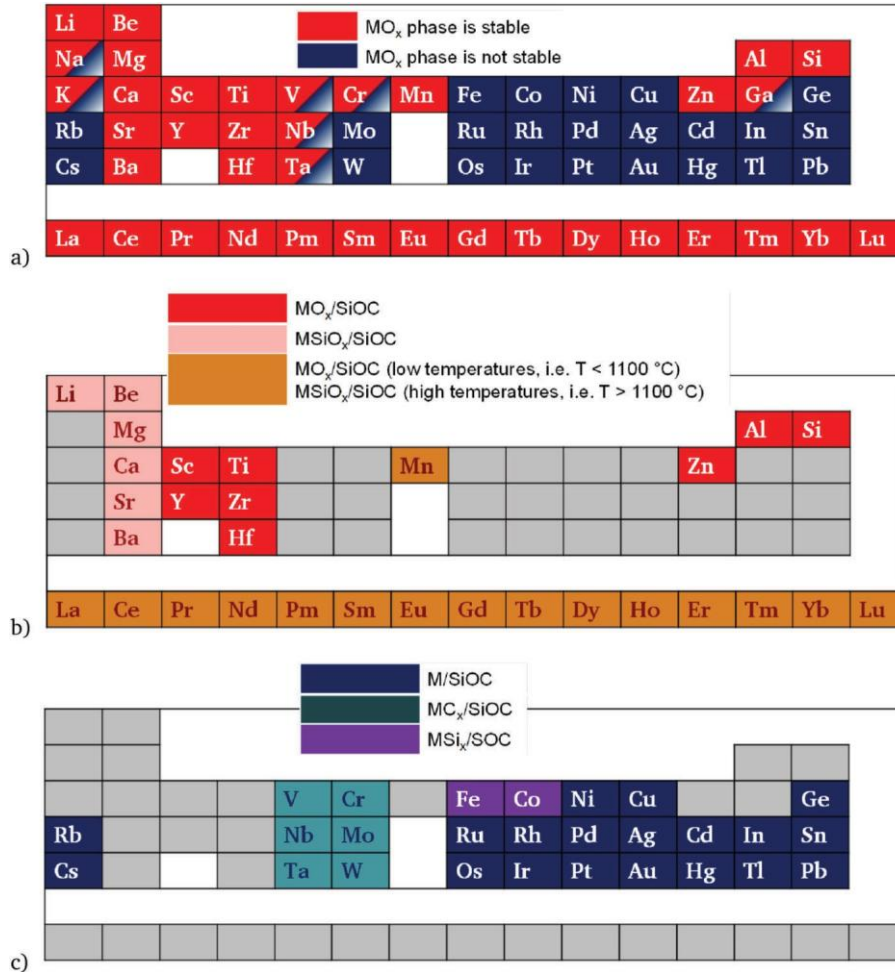 MOx phase is stable
MOx phase is not stable
Li Be
Na Mg Al Si
K Ca Sc Ti V Cr Mn Fe Co Ni Cu Zn Ga Ge
Rb Sr Y Zr Nb Mo Ru Rh Pd Ag Cd In Sn
Cs Ba Hf Ta W Os Ir Pt Au Hg Tl Pb
La Ce Pr Nd Pm Sm Eu Gd Tb Dy Ho Er Tm Yb Lu
a)
MOx/SiOC
MSiOx/SiOC
MOx/SiOC (low temperatures, i.e. T < 1100 °C)
MSiOx/SiOC (high temperatures, i.e. T > 1100 °C)
Li Be
Mg Al Si
Ca Sc Ti Mn Zn
Sr Y Zr
Ba Hf
La Ce Pr Nd Pm Sm Eu Gd Tb Dy Ho Er Tm Yb Lu
b)
M/SiOC
MCx/SiOC
MSix/SOC
V Cr Fe Co Ni Cu Ge
Rb Nb Mo Ru Rh Pd Ag Cd In Sn
Cs Ta W Os Ir Pt Au Hg Tl Pb
c)